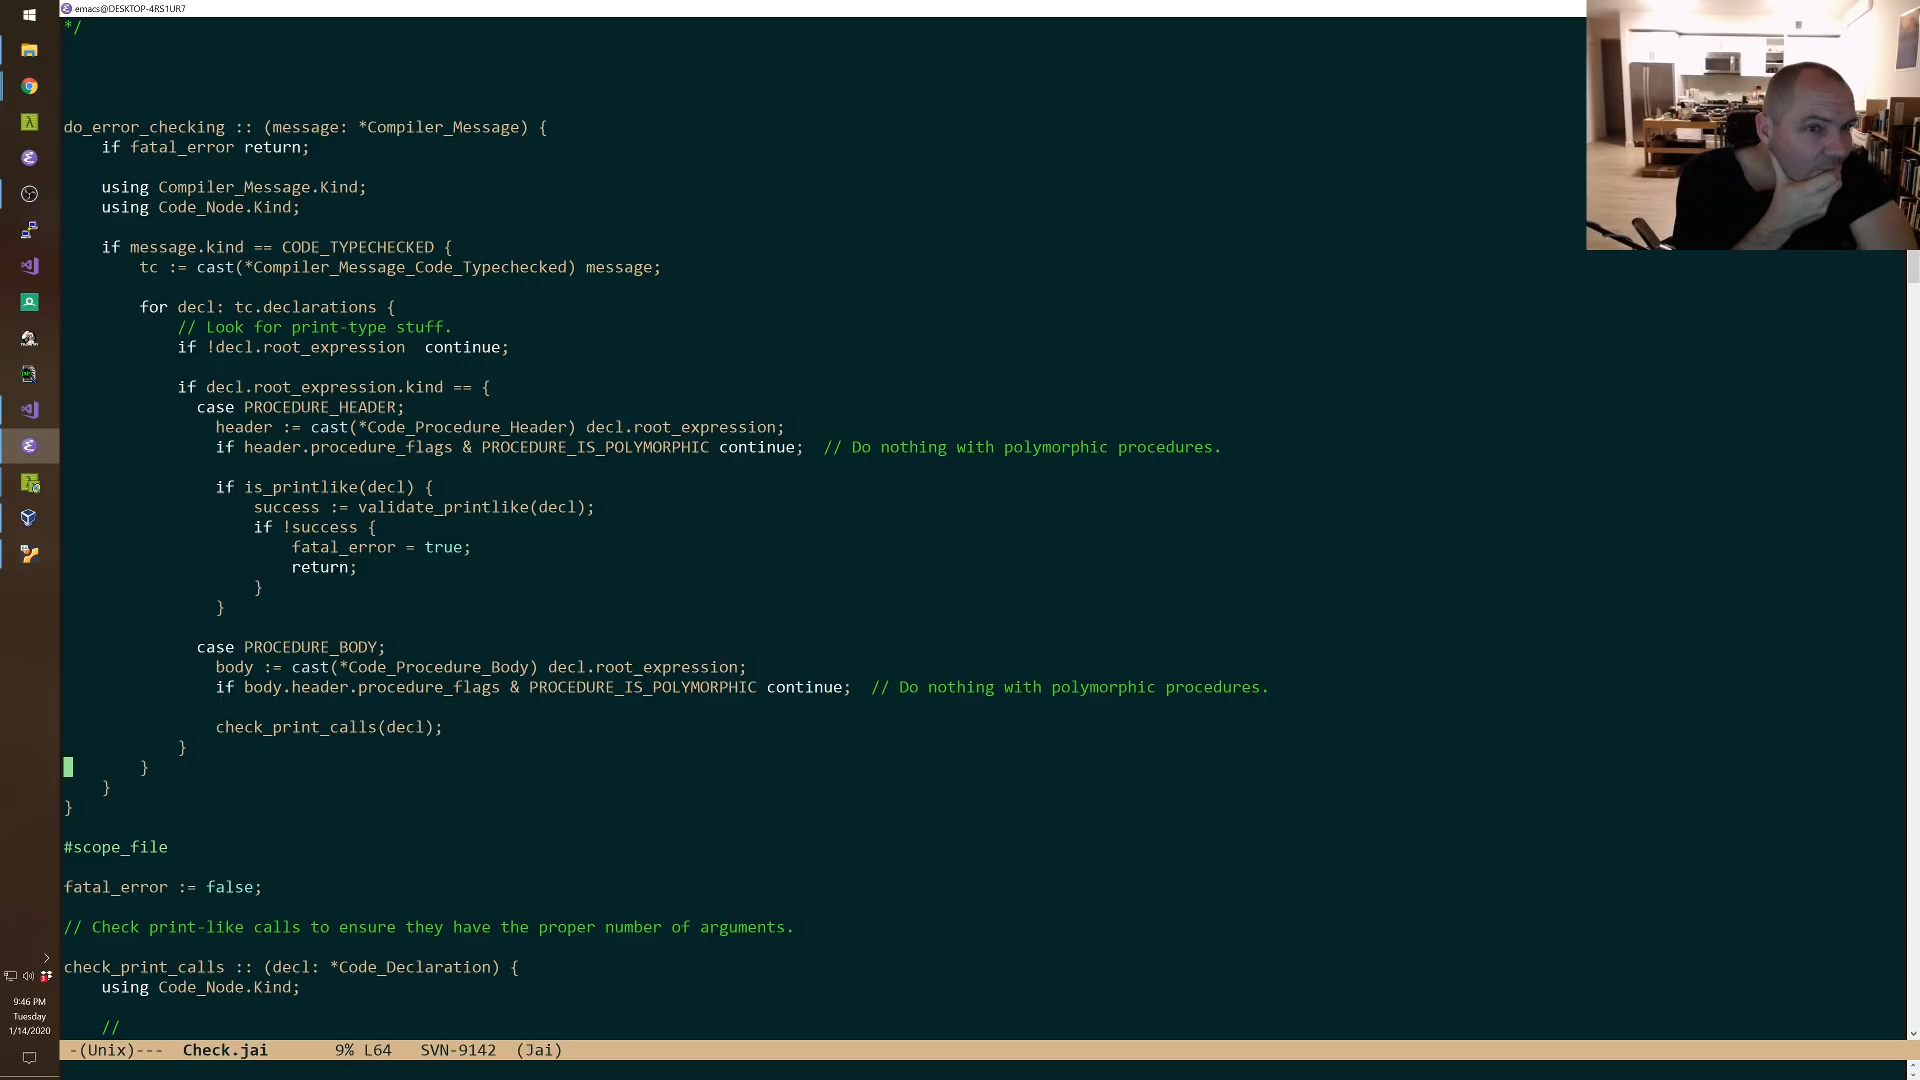 emacs@DESKTOP-4RS1UR7
*/
do_error_checking :: (message: *Compiler_Message) {
if fatal_error return;
using Compiler_Message.Kind;
using Code_Node.Kind;
if message.kind == CODE_TYPECHECKED {
tc := cast(*Compiler_Message_Code_Typechecked) message;
for decl: tc.declarations {
// Look for print-type stuff.
if !decl.root_expression  continue;
if decl.root_expression.kind == {
case PROCEDURE_HEADER;
header := cast(*Code_Procedure_Header) decl.root_expression;
if header.procedure_flags & PROCEDURE_IS_POLYMORPHIC continue;  // Do nothing with polymorphic procedures.
if is_printlike(decl) {
success := validate_printlike(decl);
if !success {
fatal_error = true;
return;
}
}
case PROCEDURE_BODY;
body := cast(*Code_Procedure_Body) decl.root_expression;
if body.header.procedure_flags & PROCEDURE_IS_POLYMORPHIC continue;  // Do nothing with polymorphic procedures.
check_print_calls(decl);
}
}
}
}
#scope_file
fatal_error := false;
// Check print-like calls to ensure they have the proper number of arguments.
check_print_calls :: (decl: *Code_Declaration) {
using Code_Node.Kind;
//
-(Unix)---  Check.jai       9% L64   SVN-9142  (Jai)
9:46 PM
Tuesday
1/14/2020